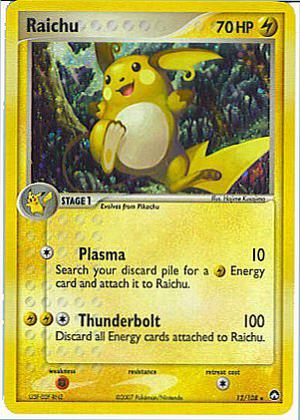 Raichu 70 HP
Illus. Hajime Kusajima
STAGE 1
Evolves from Pikachu
Plasma 10
Search your discard pile for a Energy
card and attach it to Raichu.
Thunderbolt 100
Discard all Energy cards attached to Raichu.
weakness resistance retreat cost
©2007 Pokémon/Nintendo 12/108